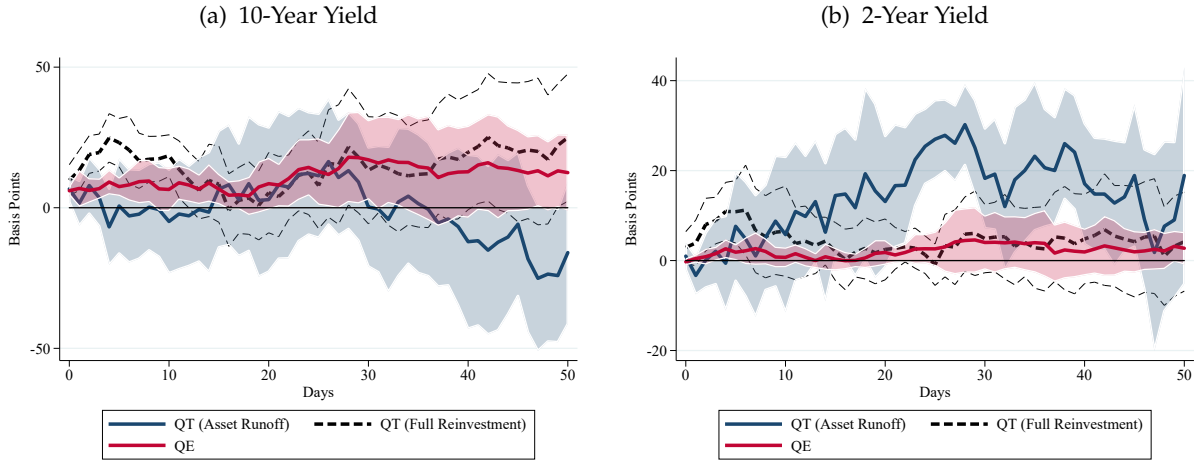 (a) 10-Year Yield
50
0
-50
Basis Points
0
10
20
30
40
50
Days
QT (Asset Runoff)
QT (Full Reinvestment)
QE
(b) 2-Year Yield
40
20
0
-20
Basis Points
0
10
20
30
40
50
Days
QT (Asset Runoff)
QT (Full Reinvestment)
QE